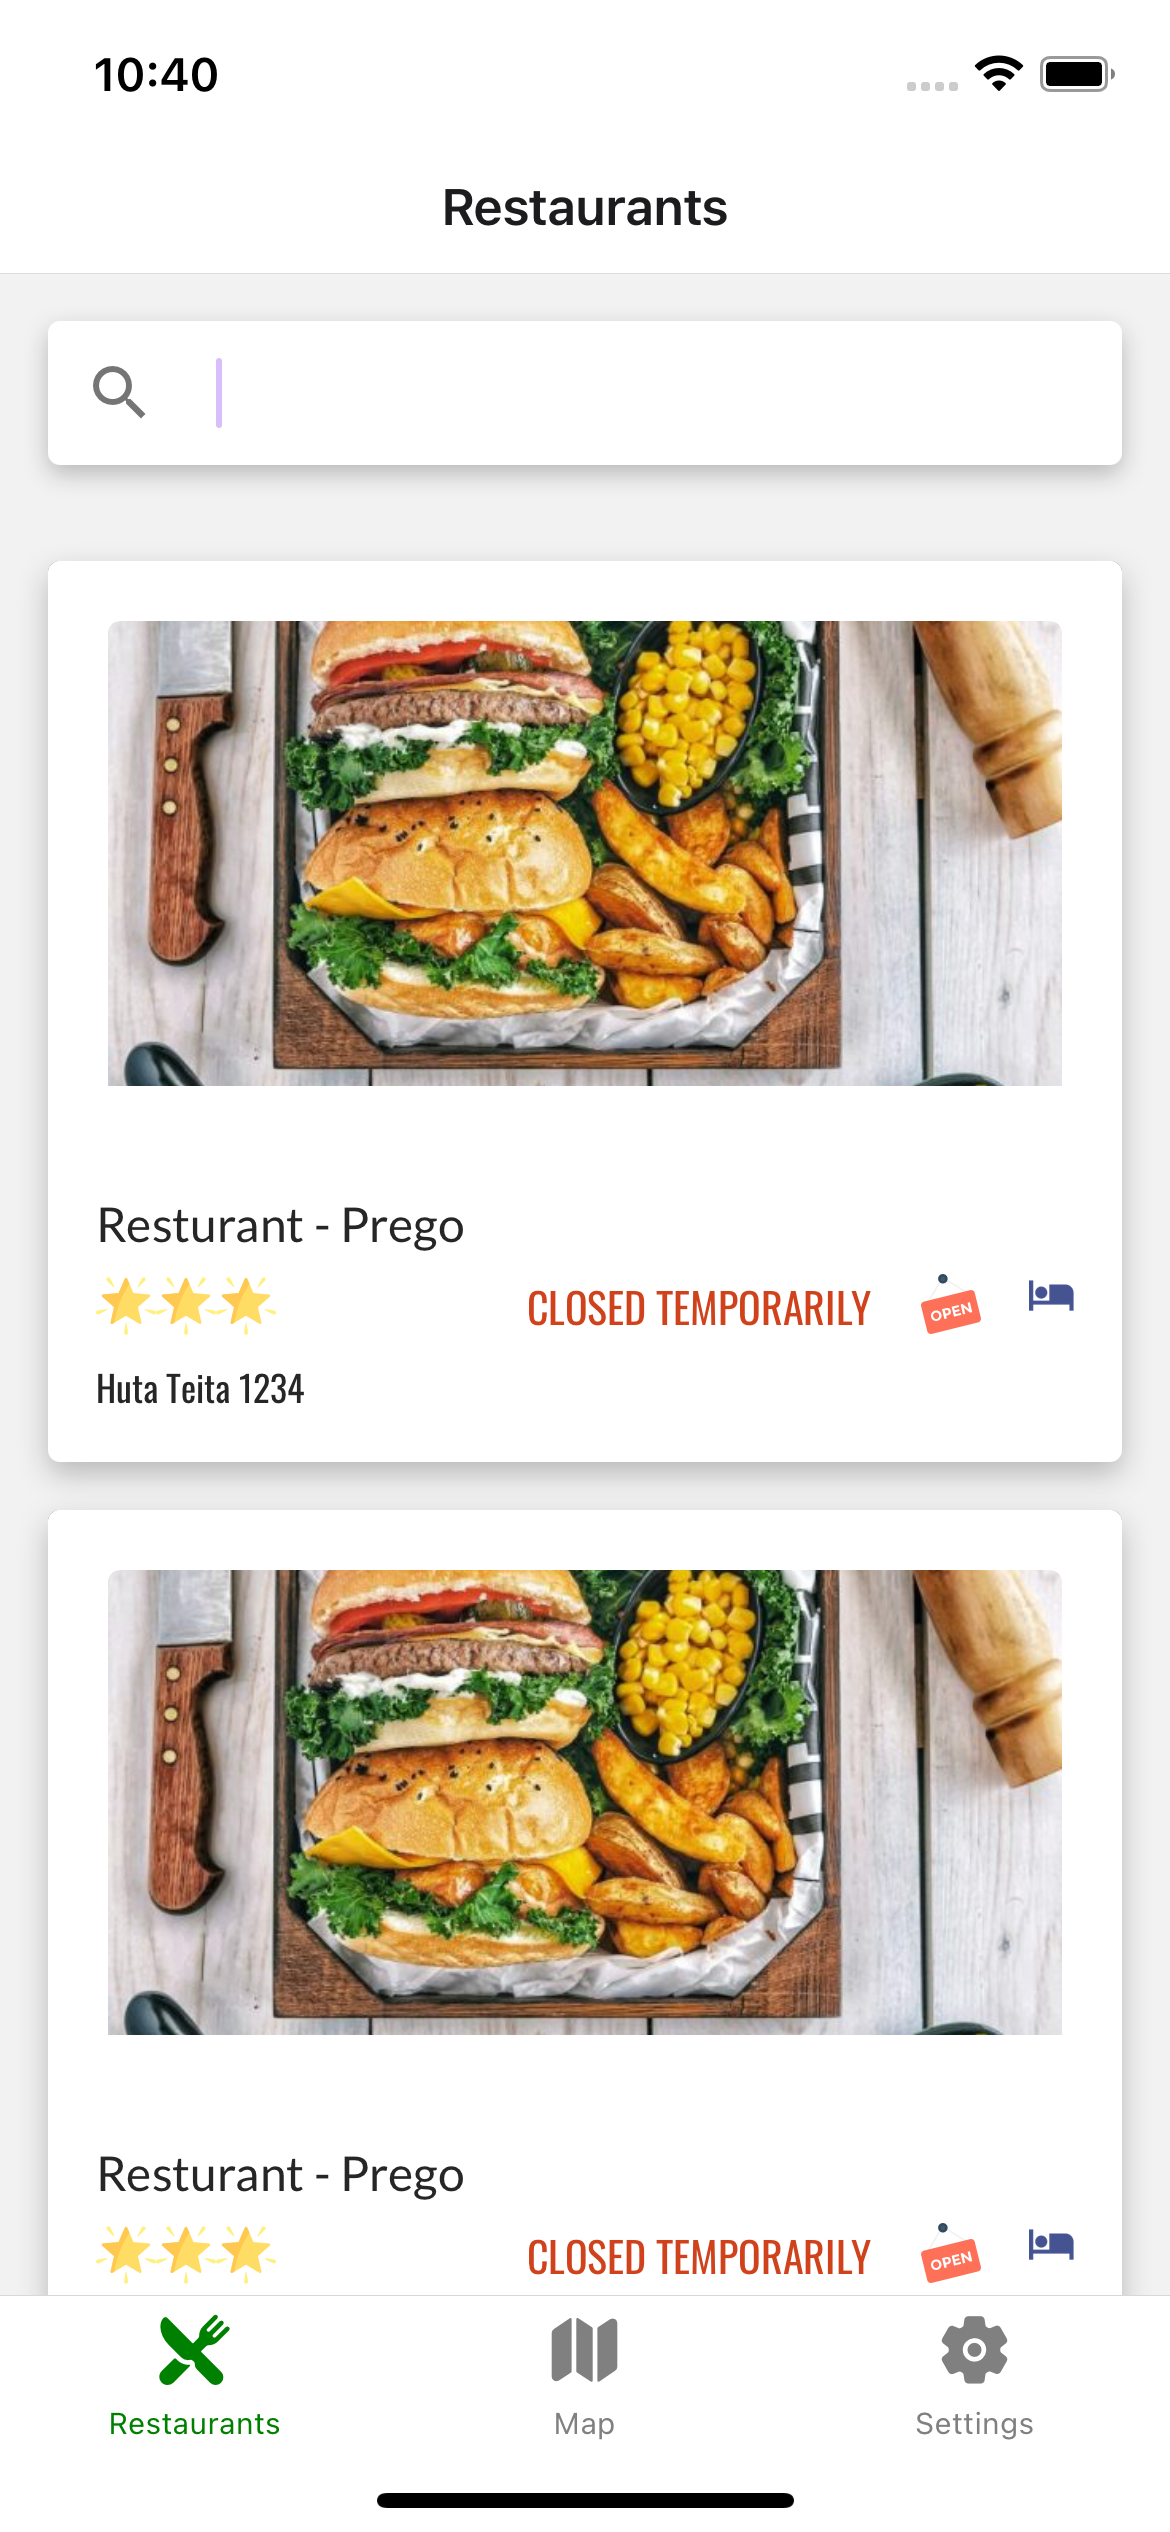 10:40
Restaurants
Resturant - Prego
CLOSED TEMPORARILY
OPEN
Huta Teita 1234
Resturant - Prego
CLOSED TEMPORARILY
OPEN
Restaurants
Map
Settings